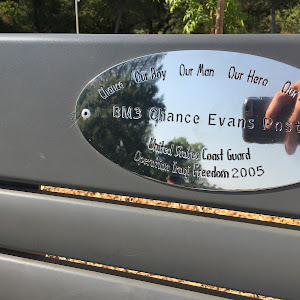 Chance Our Boy Our Man Our Hero Our
BM3 Chance Evans Rost
United States Coast Guard
Operation Iraqi Freedom 2005